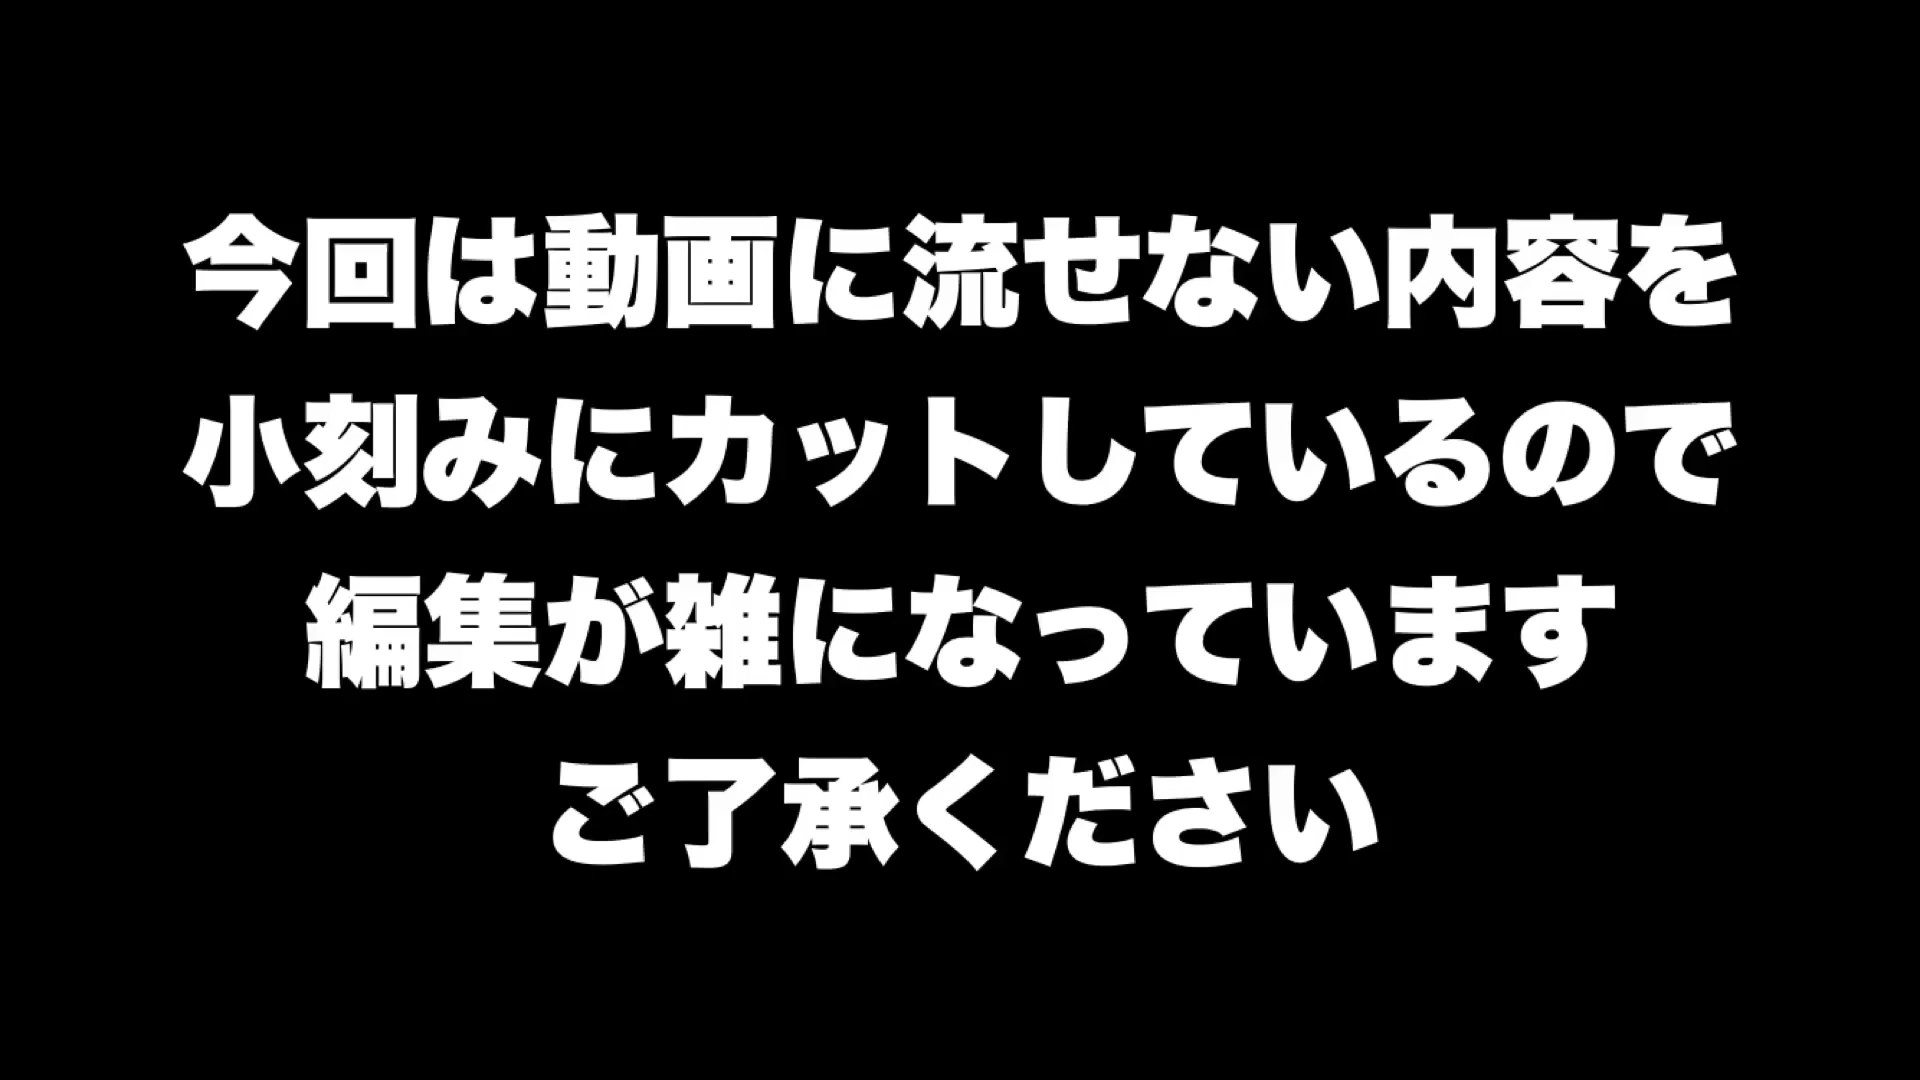 今回は動画に流せない内容を
小刻みにカットしているので
編集が雑になっています
ご了承ください